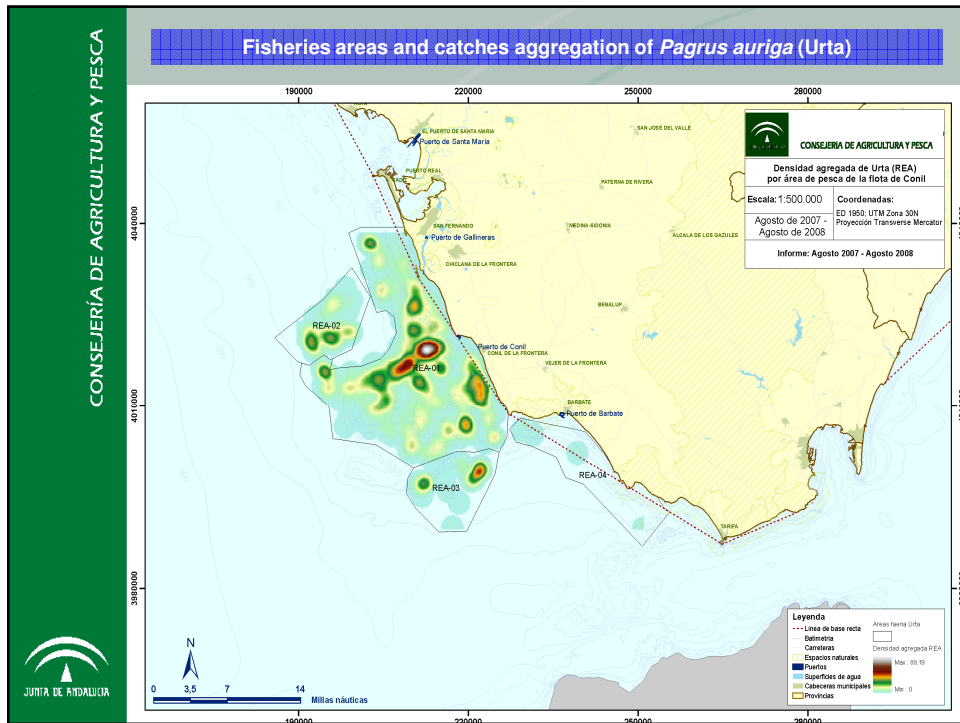 Fisheries areas and catches aggregation of Pagrus auriga (Urta)
CONSEJERÍA DE AGRICULTURA Y PESCA
JUNTA DE ANDALUCIA
190000
220000
250000
280000
4040000
4010000
3980000
EL PUERTO DE SANTA MARIA
Puerto de Santa Maria
PUERTO REAL
SAN FERNANDO
Puerto de Gallineras
CHICLANA DE LA FRONTERA
SAN JOSÉ DEL VALLE
PATERNA DE RIVERA
MEDINA-SIDONIA
ALCALA DE LOS GAZULES
BENALUP
Puerto de Conil
CONIL DE LA FRONTERA
VEJER DE LA FRONTERA
BARBATE
Puerto de Barbate
TARIFA
REA-02
REA-01
REA-03
REA-04
CONSEJERÍA DE AGRICULTURA Y PESCA
Densidad agregada de Urta (REA)
por área de pesca de la flota de Conil
Escala: 1:500.000
Agosto de 2007 -
Agosto de 2008
Coordenadas:
ED 1950; UTM Zona 30N
Proyección Transverse Mercator
Informe: Agosto 2007 - Agosto 2008
N
0 3,5 7 14
Millas náuticas
Leyenda
Línea de base recta
Batimetria
Carreteras
Espacios naturales
Puertos
Superficies de agua
Cabeceras municipales
Provincias
Areas faena Urta
Densidad agregada REA
Max : 89,19
Min : 0
190000
220000
250000
280000